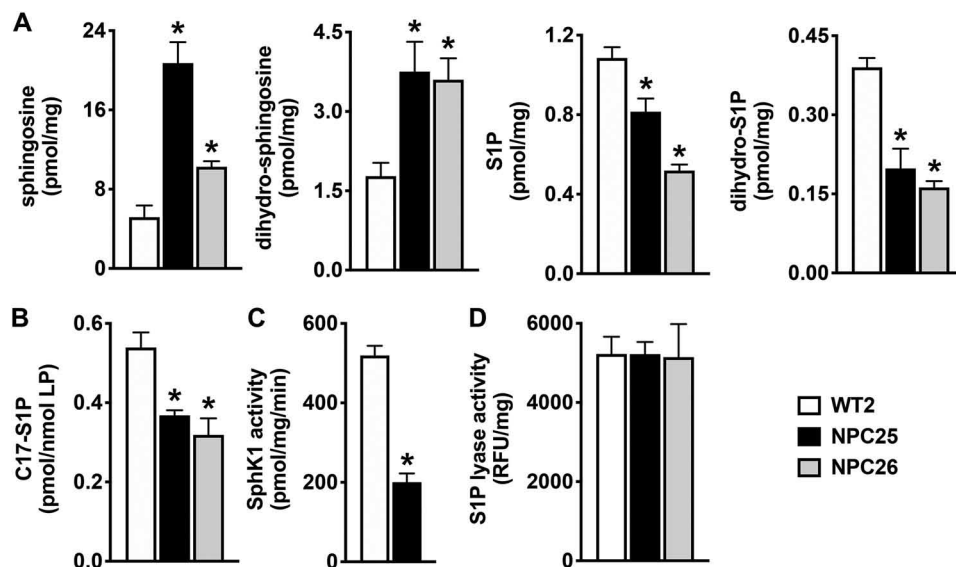 A
sphingosine
(pmol/mg)
24
16
8
0
*
*
dihydro-sphingosine
(pmol/mg)
4.5
3.0
1.5
0.0
*
*
S1P
(pmol/mg)
1.2
0.8
0.4
0.0
*
*
dihydro-S1P
(pmol/mg)
0.45
0.30
0.15
0.00
*
*
B
C17-S1P
(pmol/nmol LP)
0.6
0.4
0.2
0.0
*
*
C
SphK1 activity
(pmol/mg/min)
600
400
200
0
*
D
S1P lyase activity
(RFU/mg)
6000
4000
2000
0
WT2
NPC25
NPC26